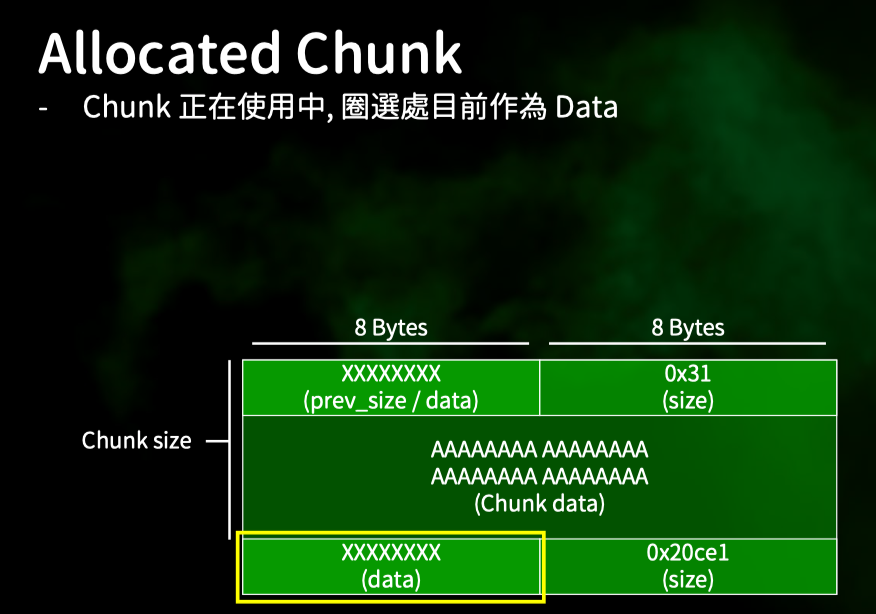 Allocated Chunk
- Chunk 正在使用中, 圈選處目前作為 Data
8 Bytes
8 Bytes
XXXXXXXX
(prev_size / data)
0x31
(size)
Chunk size
AAAAAAAA AAAAAAAA
AAAAAAAA AAAAAAAA
(Chunk data)
XXXXXXXX
(data)
0x20ce1
(size)